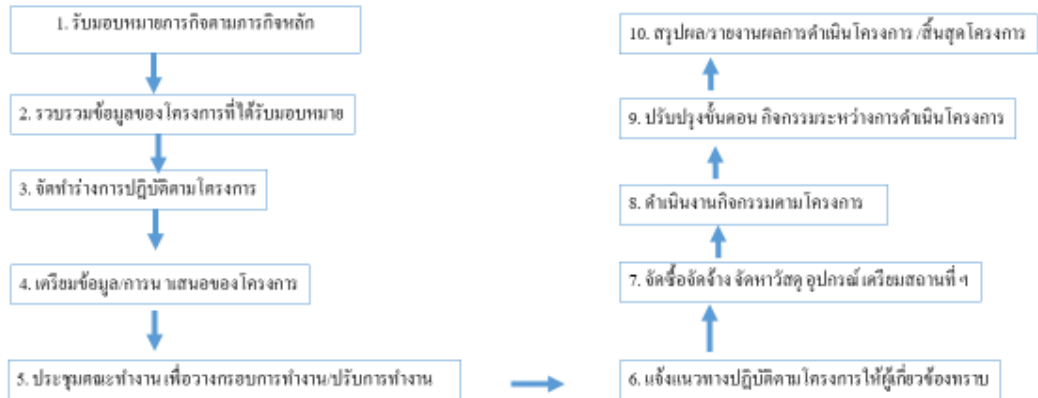 1. รับมอบหมายภารกิจตามภารกิจหลัก
2. รวบรวมข้อมูลของโครงการที่ได้รับมอบหมาย
3. จัดทำร่างการปฏิบัติตามโครงการ
4. เตรียมข้อมูล/การน าเสนอของโครงการ
5. ประชุมคณะทำงาน เพื่อวางกรอบการทำงาน/ปรับการทำงาน
6. แจ้งแนวทางปฏิบัติตามโครงการให้ผู้เกี่ยวข้องทราบ
7. จัดซื้อจัดจ้าง จัดหาวัสดุ อุปกรณ์ เตรียมสถานที่ ฯ
8. ดำเนินงานกิจกรรมตามโครงการ
9. ปรับปรุงขั้นตอน กิจกรรมระหว่างการดำเนินโครงการ
10. สรุปผล/รายงานผลการดำเนินโครงการ /สิ้นสุดโครงการ